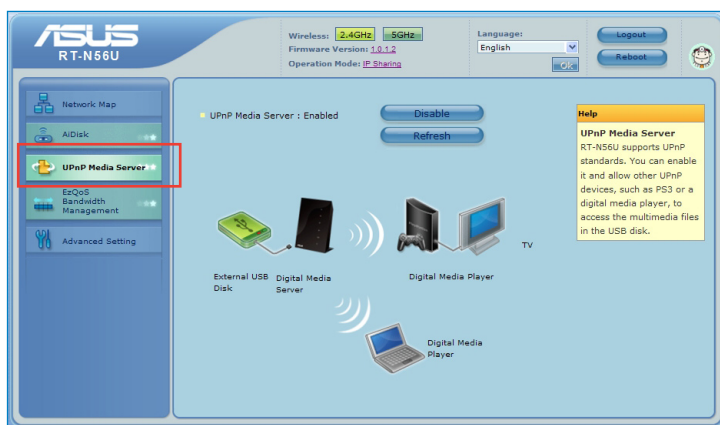 ASUS
RT-N56U
Wireless: 2.4GHz 5GHz
Firmware Version: 1.0.1.2
Operation Mode: IP Sharing
Language:
English
OK
Logout
Reboot
Network Map
AiDisk
UPnP Media Server
EzQoS
Bandwidth
Management
Advanced Setting
UPnP Media Server : Enabled
Disable
Refresh
External USB
Disk
Digital Media
Server
Digital Media Player
TV
Digital Media
Player
Help
UPnP Media Server
RT-N56U supports UPnP
standards. You can enable
it and allow other UPnP
devices, such as PS3 or a
digital media player, to
access the multimedia files
in the USB disk.